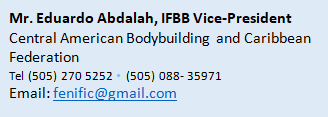 Mr. Eduardo Abdalah, IFBB Vice-President
Central American Bodybuilding and Caribbean
Federation
Tel (505) 270 5252 • (505) 088- 35971
Email: fenific@gmail.com